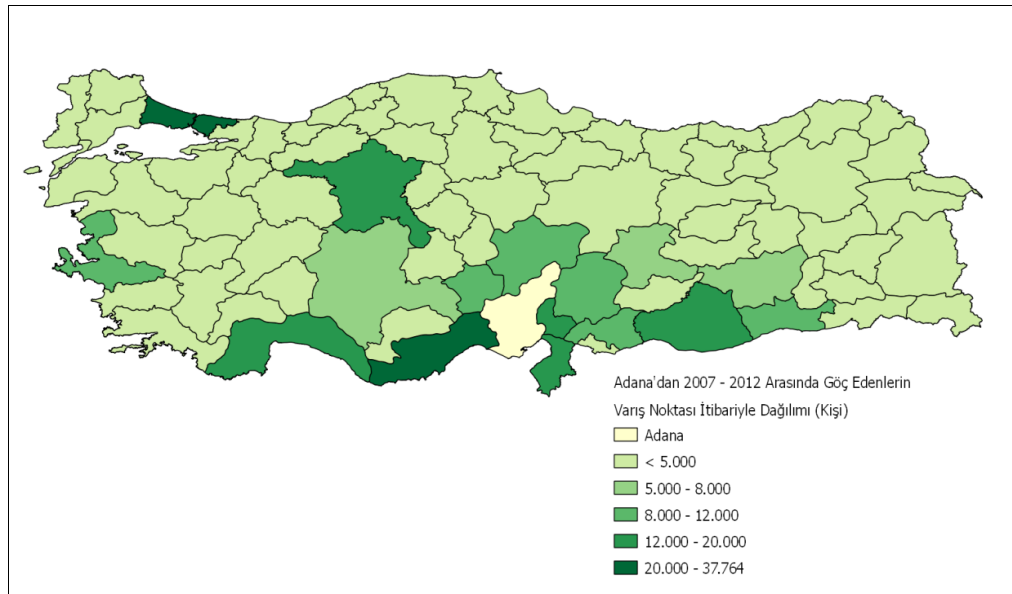 Adana'dan 2007 - 2012 Arasında Göç Edenlerin
Varış Noktası İtibariyle Dağılımı (Kişi)
Adana
< 5.000
5.000 - 8.000
8.000 - 12.000
12.000 - 20.000
20.000 - 37.764